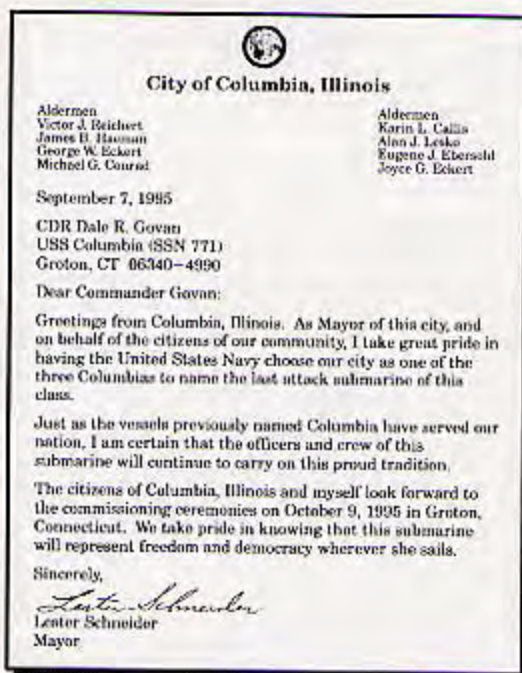 City of Columbia, Illinois
Aldermen
Victor J. Reichert
James B. Hausman
George W. Eckert
Michael G. Conrad
Aldermen
Karin L. Callis
Alan J. Lesko
Eugene J. Ebersohl
Joyce G. Eckert
September 7, 1995
CDR Dale R. Govan
USS Columbia (SSN 771)
Groton, CT 06340-4990
Dear Commander Govan:
Greetings from Columbia, Illinois. As Mayor of this city, and
on behalf of the citizens of our community, I take great pride in
having the United States Navy choose our city as one of the
three Columbias to name the last attack submarine of this
class.
Just as the vessels previously named Columbia have served our
nation, I am certain that the officers and crew of this
submarine will continue to carry on this proud tradition.
The citizens of Columbia, Illinois and myself look forward to
the commissioning ceremonies on October 9, 1995 in Groton,
Connecticut. We take pride in knowing that this submarine
will represent freedom and democracy wherever she sails.
Sincerely,
Lester Schneider
Lester Schneider
Mayor